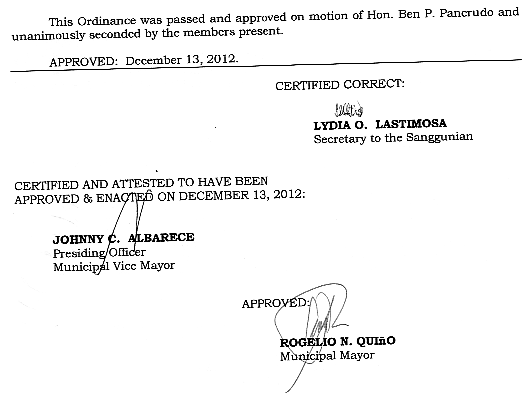 This Ordinance was passed and approved on motion of Hon. Ben P. Pancrudo and
unanimously seconded by the members present.
APPROVED: December 13, 2012.
CERTIFIED CORRECT:
LYDIA O. LASTIMOSA
Secretary to the Sanggunian
CERTIFIED AND ATTESTED TO HAVE BEEN
APPROVED & ENACTED ON DECEMBER 13, 2012:
JOHNNY C. ALBARECE
Presiding Officer
Municipal Vice Mayor
APPROVED:
ROGELIO N. QUIñO
Municipal Mayor